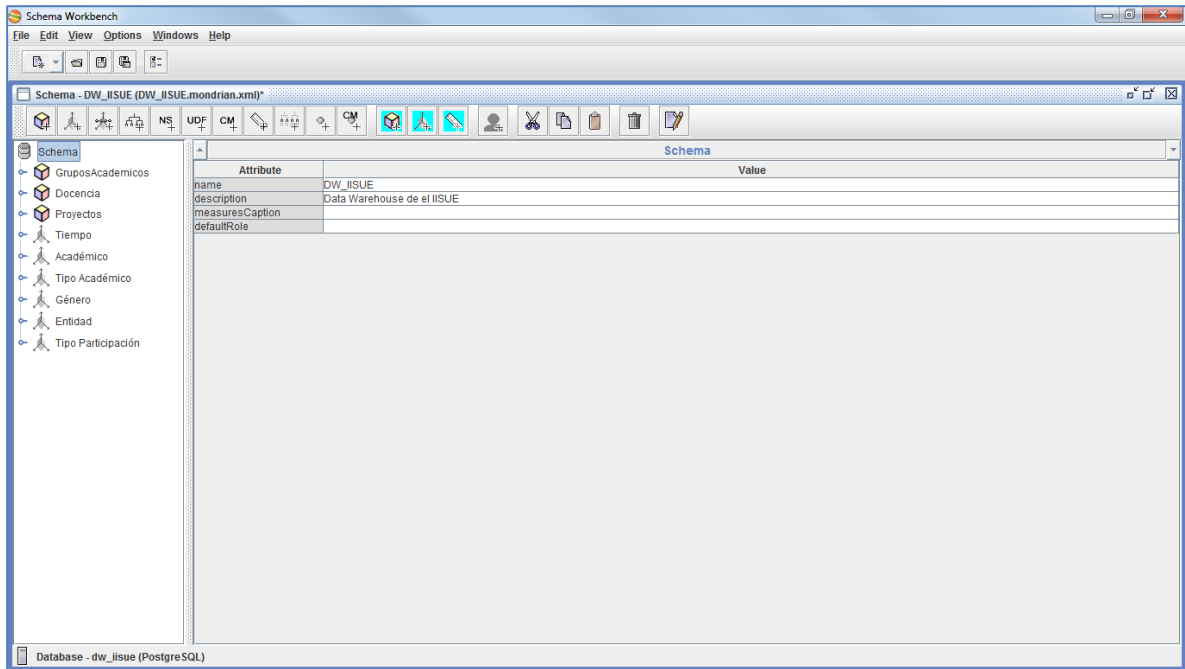 Schema Workbench
File Edit View Options Windows Help
Schema - DW_IISUE (DW_IISUE.mondrian.xml)*
NS UDF CM CM
Schema
Schema
GruposAcademicos
Docencia
Proyectos
Tiempo
Académico
Tipo Académico
Género
Entidad
Tipo Participación
Attribute Value
name DW_IISUE
description Data Warehouse de el IISUE
measuresCaption
defaultRole
Database - dw_iisue (PostgreSQL)